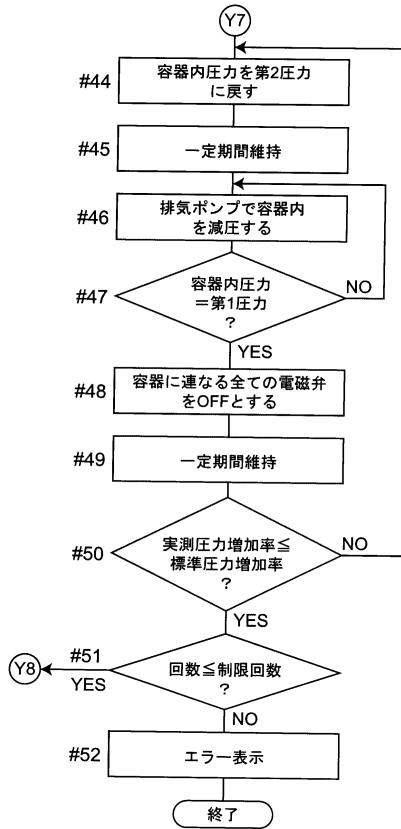 Y7
#44
容器内圧力を第2圧力
に戻す
#45
一定期間維持
#46
排気ポンプで容器内
を減圧する
#47
容器内圧力
＝第1圧力
?
NO
YES
#48
容器に連なる全ての電磁弁
をOFFとする
#49
一定期間維持
#50
実測圧力増加率≦
標準圧力増加率
?
NO
YES
#51
回数≦制限回数
?
Y8
YES
NO
#52
エラー表示
終了